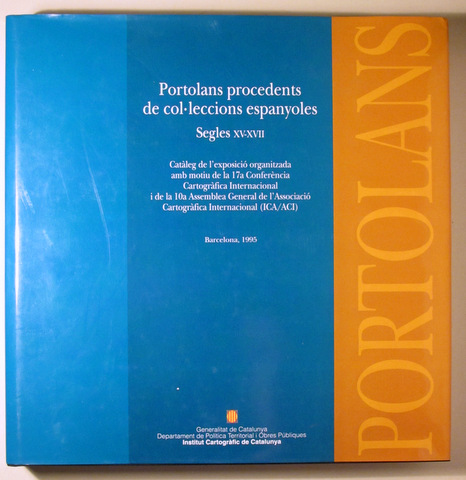 Portolans procedents
de col·leccions espanyoles
Segles XV-XVII
Catàleg de l'exposició organitzada
amb motiu de la 17a Conferència
Cartogràfica Internacional
i de la 10a Assemblea General de l'Associació
Cartogràfica Internacional (ICA/ACI)
Barcelona, 1995
Generalitat de Catalunya
Departament de Política Territorial i Obres Públiques
Institut Cartogràfic de Catalunya
PORTOLANS